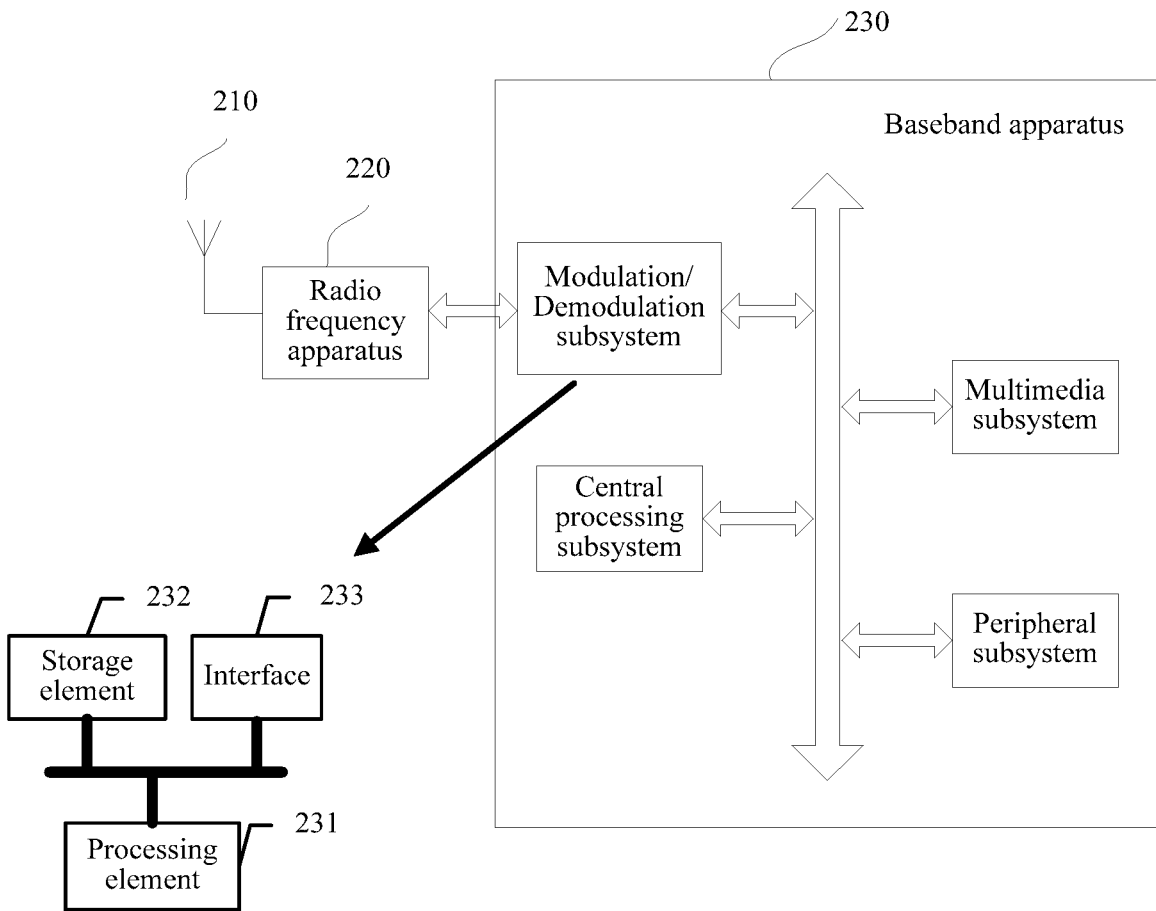 230
210
Baseband apparatus
220
Radio
frequency
apparatus
Modulation/
Demodulation
subsystem
Multimedia
subsystem
Central
processing
subsystem
232
233
Storage
element
Interface
Peripheral
subsystem
231
Processing
element